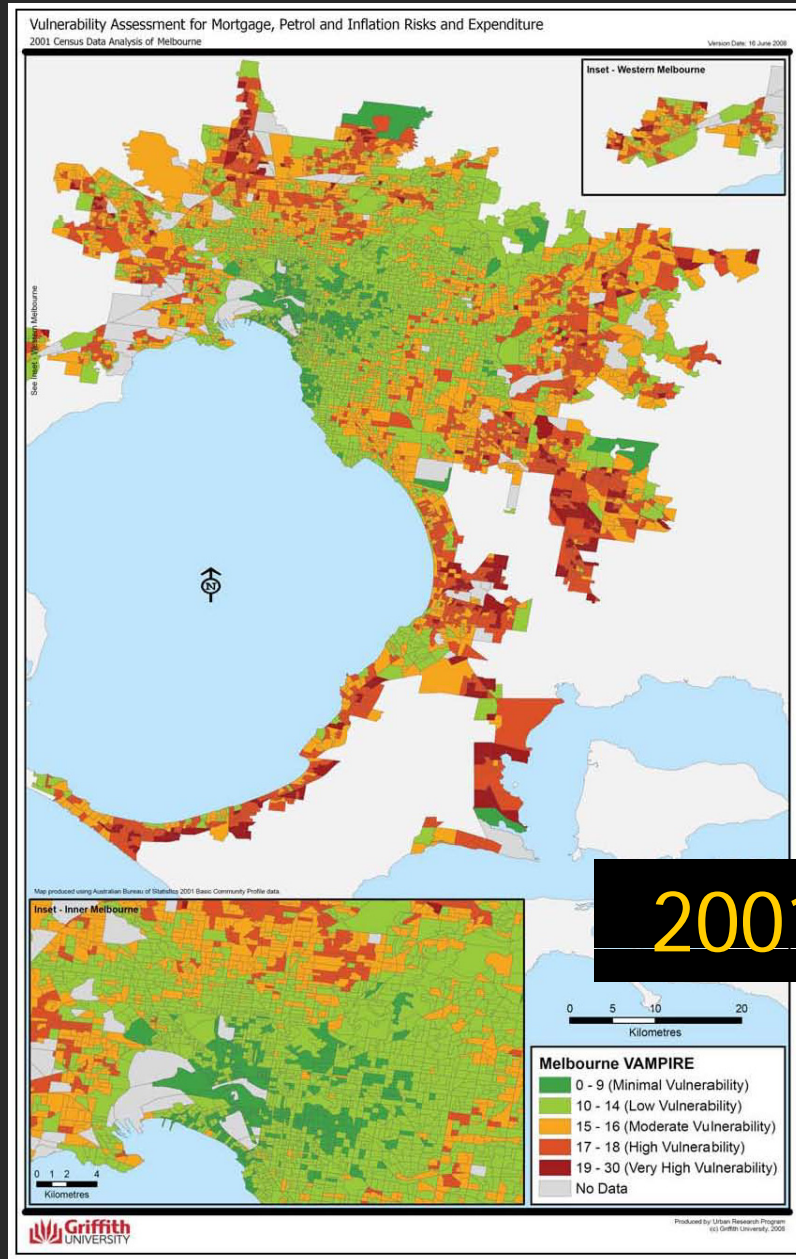 Vulnerability Assessment for Mortgage, Petrol and Inflation Risks and Expenditure
2001 Census Data Analysis of Melbourne
Version Date: 16 June 2008
Inset - Western Melbourne
See Inset - Western Melbourne
N
Map produced using Australian Bureau of Statistics 2001 Basic Community Profile data.
Inset - Inner Melbourne
2001
0 5 10 20
Kilometres
Melbourne VAMPIRE
0 - 9 (Minimal Vulnerability)
10 - 14 (Low Vulnerability)
15 - 16 (Moderate Vulnerability)
17 - 18 (High Vulnerability)
19 - 30 (Very High Vulnerability)
No Data
0 1 2 4
Kilometres
Griffith
UNIVERSITY
Produced by: Urban Research Program
(c) Griffith University, 2008